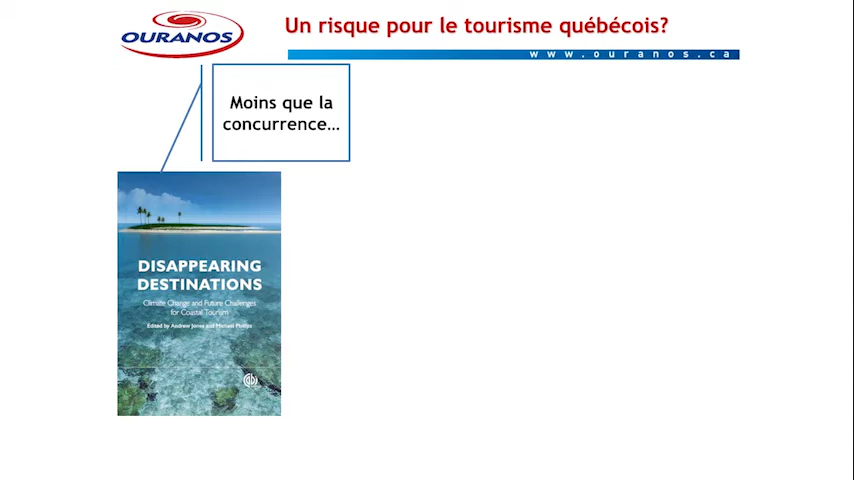 OURANOS
Un risque pour le tourisme québécois?
www.ouranos.ca
Moins que la
concurrence…
DISAPPEARING
DESTINATIONS
Climate Change and Future Challenges
for Coastal Tourism
Edited by Andrew Jones and Michael Phillips